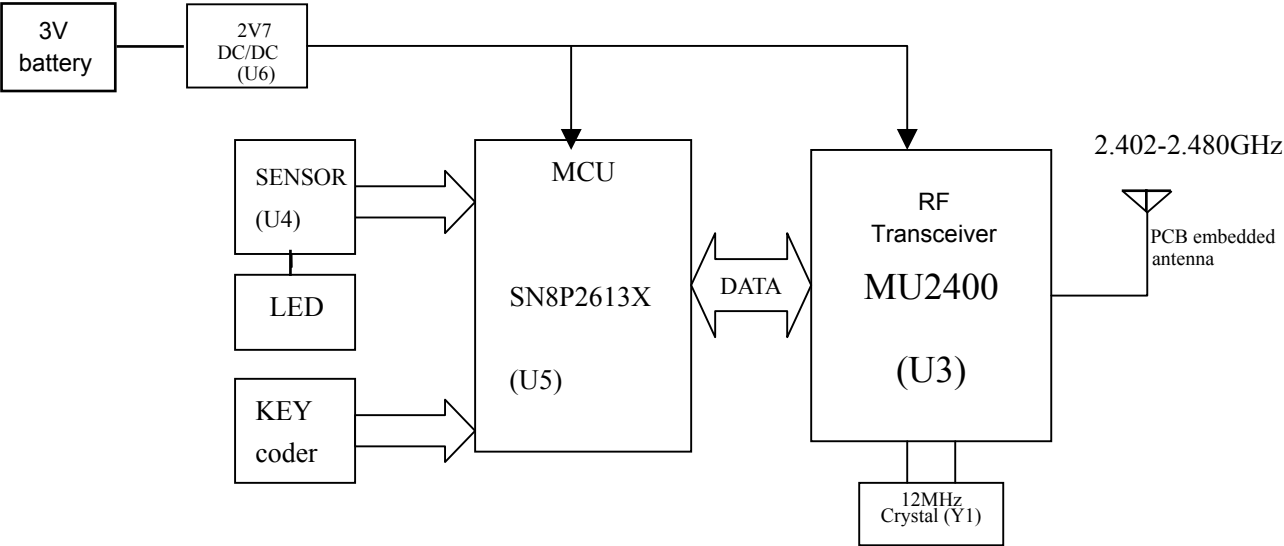 3V
battery
2V7
DC/DC
(U6)
SENSOR
(U4)
LED
KEY
coder
MCU
SN8P2613X
(U5)
DATA
RF
Transceiver
MU2400
(U3)
12MHz
Crystal (Y1)
2.402-2.480GHz
PCB embedded
antenna